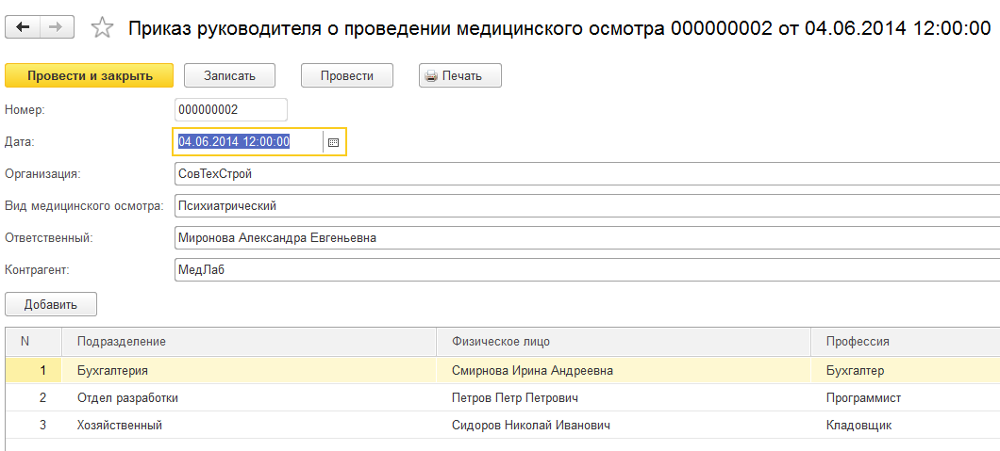 Приказ руководителя о проведении медицинского осмотра 000000002 от 04.06.2014 12:00:00
Провести и закрыть Записать Провести Печать
Номер: 000000002
Дата: 04.06.2014 12:00:00
Организация: СовТехСтрой
Вид медицинского осмотра: Психиатрический
Ответственный: Миронова Александра Евгеньевна
Контрагент: МедЛаб
Добавить
N Подразделение Физическое лицо Профессия
1 Бухгалтерия Смирнова Ирина Андреевна Бухгалтер
2 Отдел разработки Петров Петр Петрович Программист
3 Хозяйственный Сидоров Николай Иванович Кладовщик